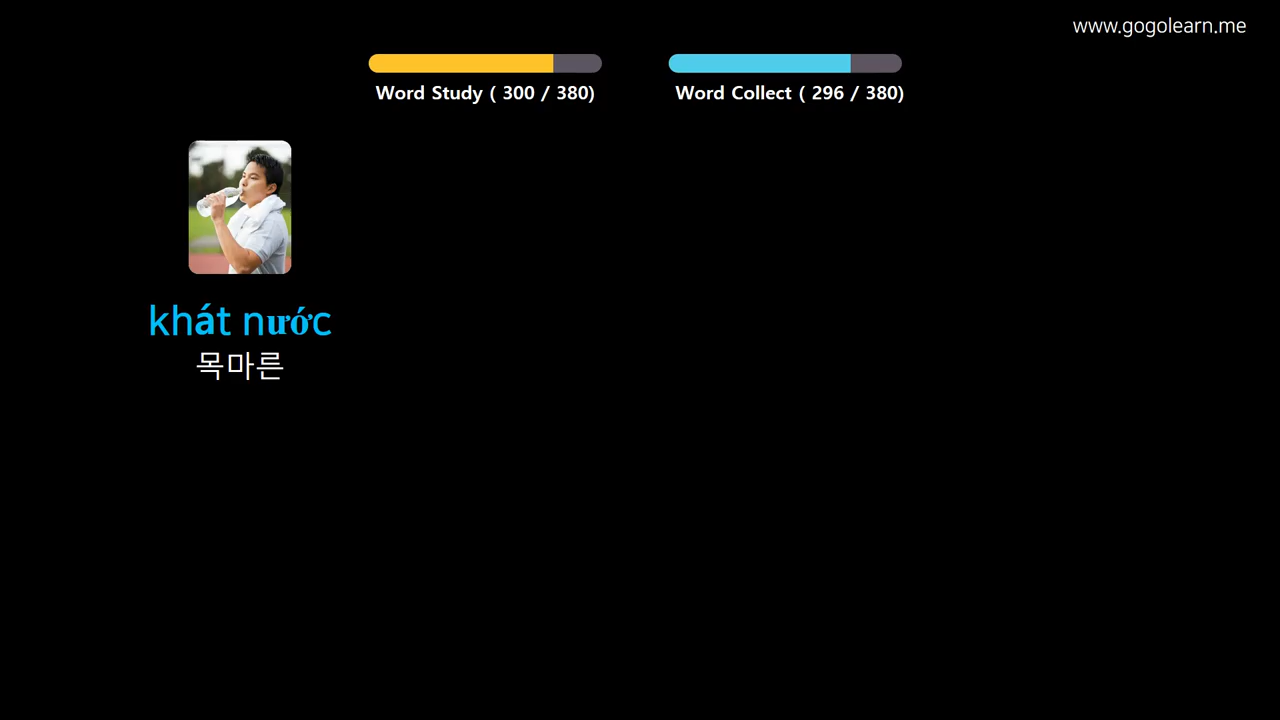 www.gogolearn.me
Word Study ( 300 / 380)
Word Collect ( 296 / 380)
khát nước
목마른